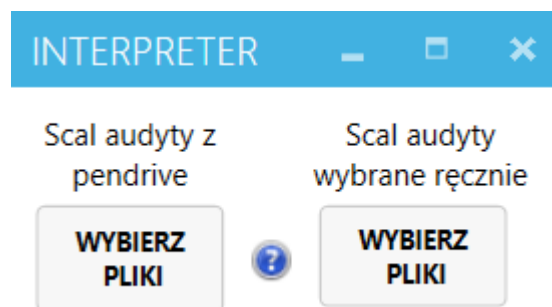 INTERPRETER
Scal audyty z
pendrive
WYBIERZ
PLIKI
?
Scal audyty
wybrane ręcznie
WYBIERZ
PLIKI